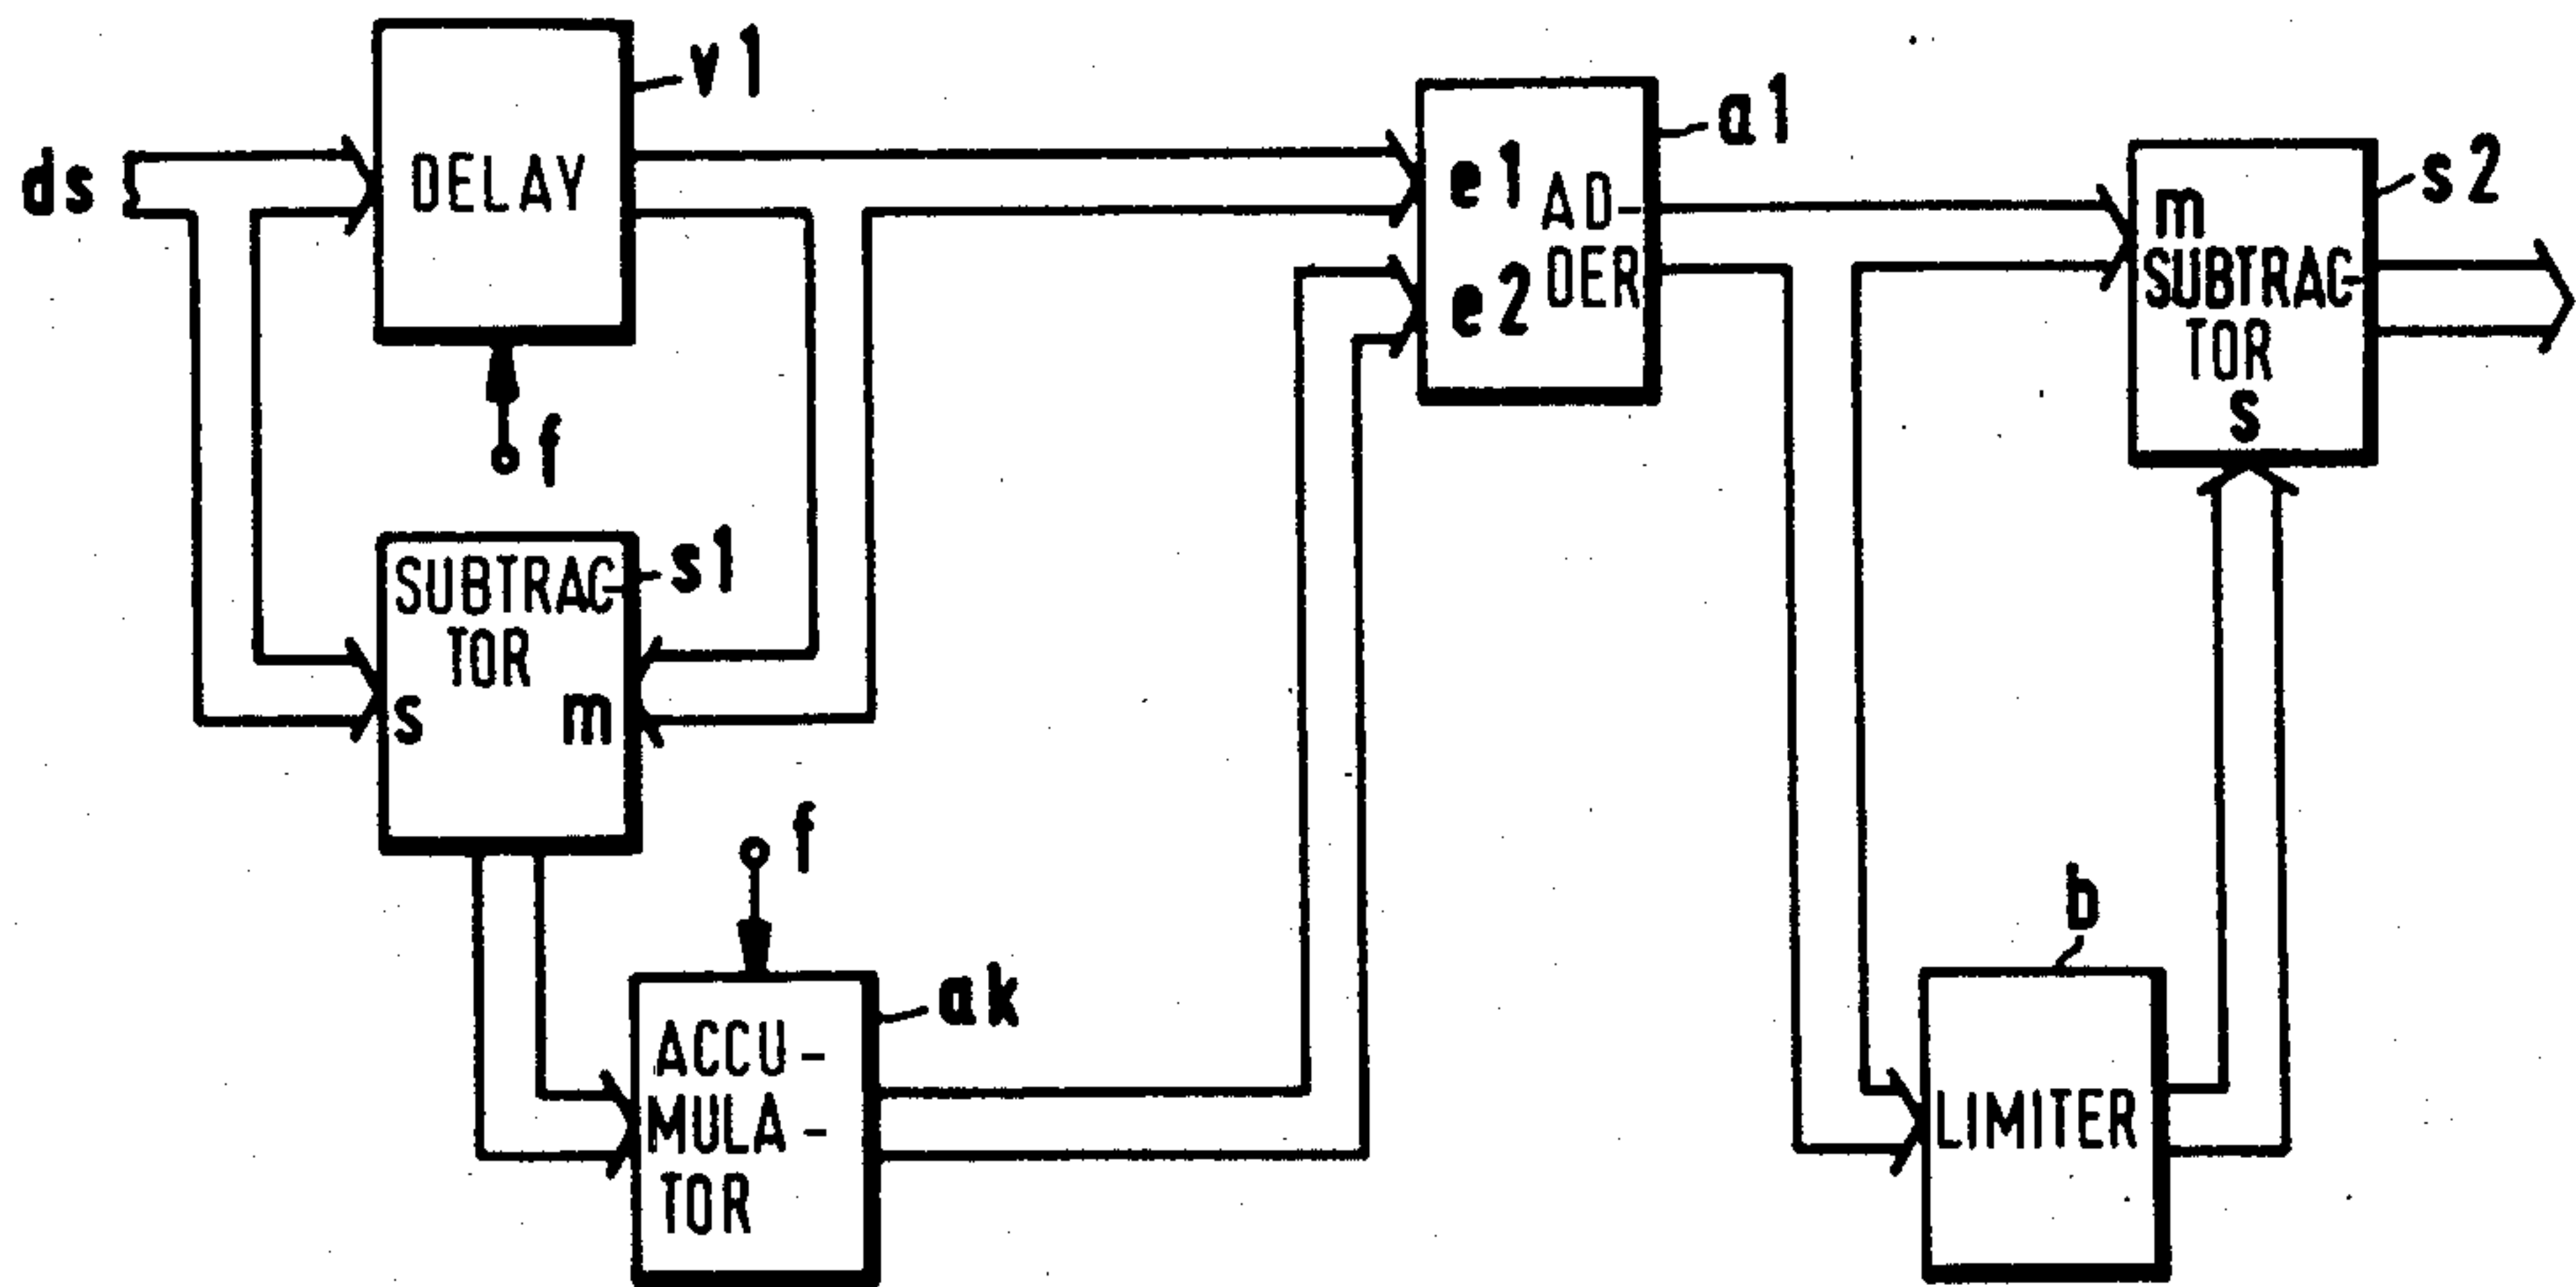 ds
DELAY
v1
f
SUBTRAC-
TOR
s1
s
m
f
ACCU-
MULA-
TOR
ak
e1
e2
AD-
DER
a1
m
SUBTRAC-
TOR
s
s2
b
LIMITER